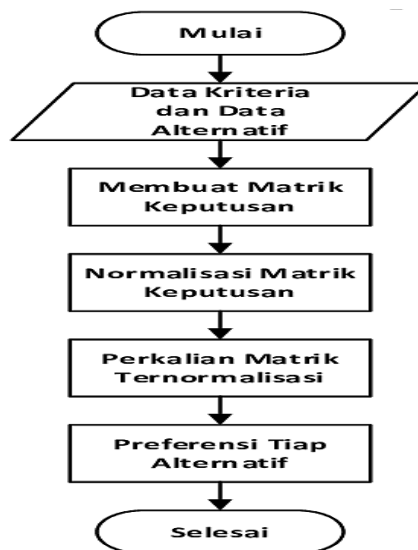 Mulai
Data Kriteria
dan Data
Alternatif
Membuat Matrik
Keputusan
Normalisasi Matrik
Keputusan
Perkalian Matrik
Ternormalisasi
Preferensi Tiap
Alternatif
Selesai